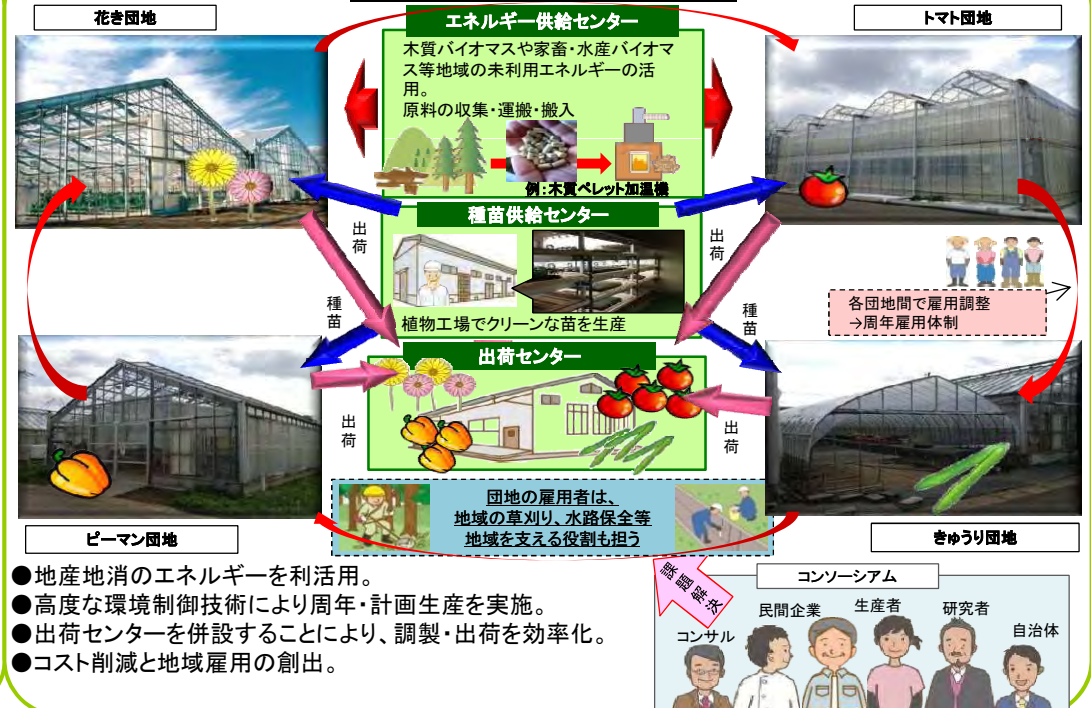 花き団地
エネルギー供給センター
トマト団地
木質バイオマスや家畜・水産バイオマ
ス等地域の未利用エネルギーの活
用。
原料の収集・運搬・搬入
例：木質ペレット加温機
種苗供給センター
出荷
出荷
植物工場でクリーンな苗を生産
種苗
種苗
各団地間で雇用調整
→周年雇用体制
出荷センター
出荷
出荷
団地の雇用者は、
地域の草刈り、水路保全等
地域を支える役割も担う
ピーマン団地
きゅうり団地
●地産地消のエネルギーを利活用。
●高度な環境制御技術により周年・計画生産を実施。
●出荷センターを併設することにより、調製・出荷を効率化。
●コスト削減と地域雇用の創出。
課題解決
コンソーシアム
コンサル
民間企業
生産者
研究者
自治体